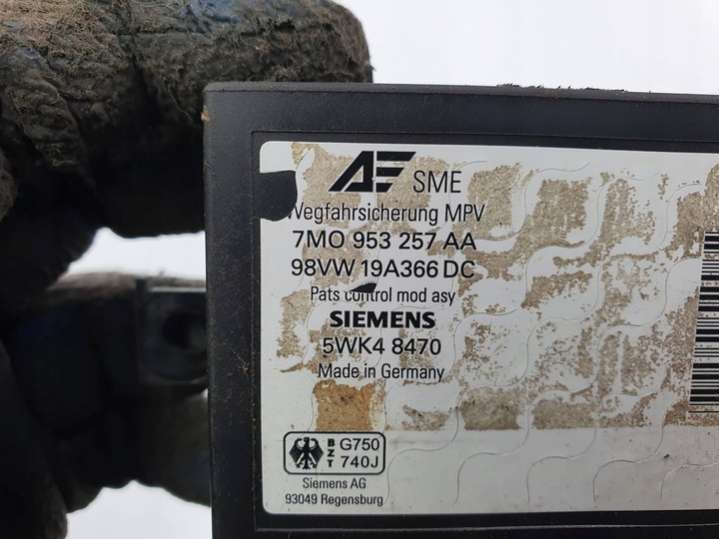 AE SME
Wegfahrsicherung MPV
7M0 953 257 AA
98VW 19A366 DC
Pats control mod asy
SIEMENS
5WK4 8470
Made in Germany
BZT G750
740J
Siemens AG
93049 Regensburg